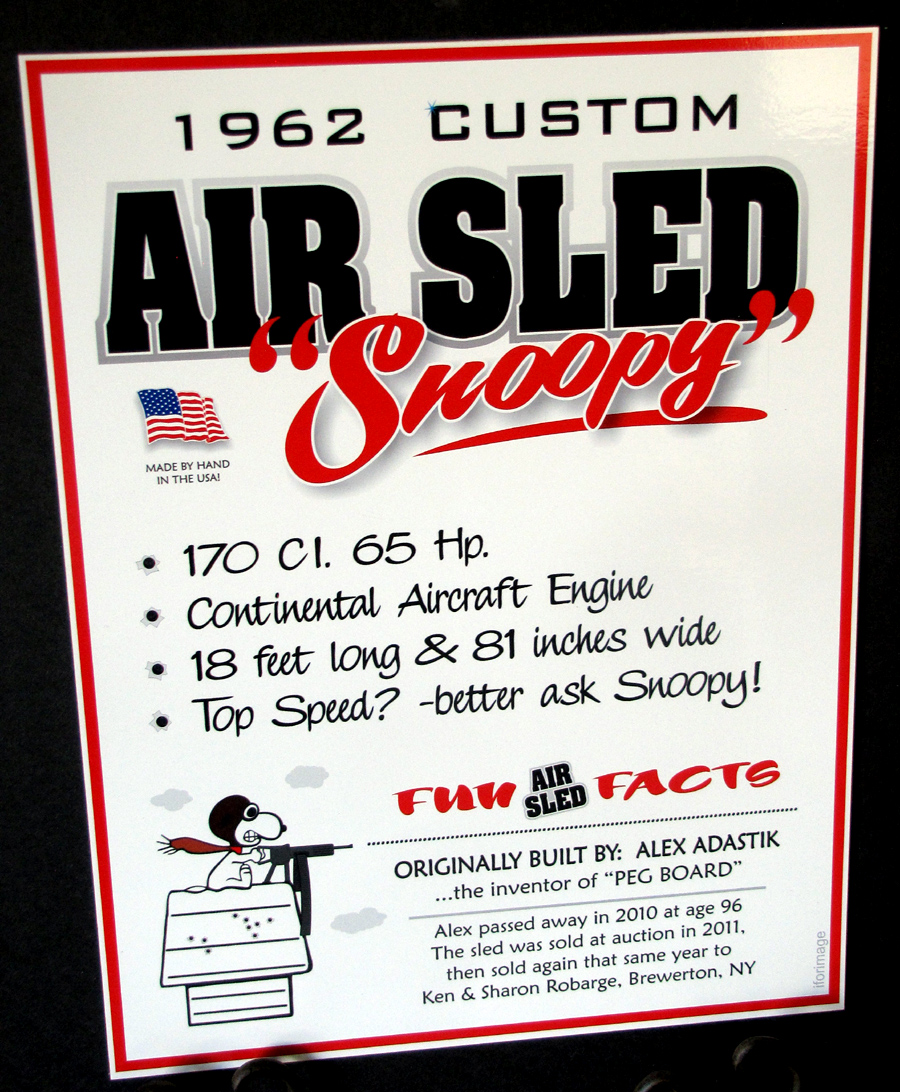 1962 CUSTOM
AIR SLED
“Snoopy”
MADE BY HAND
IN THE USA!
170 CI. 65 Hp.
Continental Aircraft Engine
18 feet long & 81 inches wide
Top Speed? -better ask Snoopy!
FUN AIR SLED FACTS
ORIGINALLY BUILT BY: ALEX ADASTIK
...the inventor of “PEG BOARD”
Alex passed away in 2010 at age 96
The sled was sold at auction in 2011,
then sold again that same year to
Ken & Sharon Robarge, Brewerton, NY
iforimage